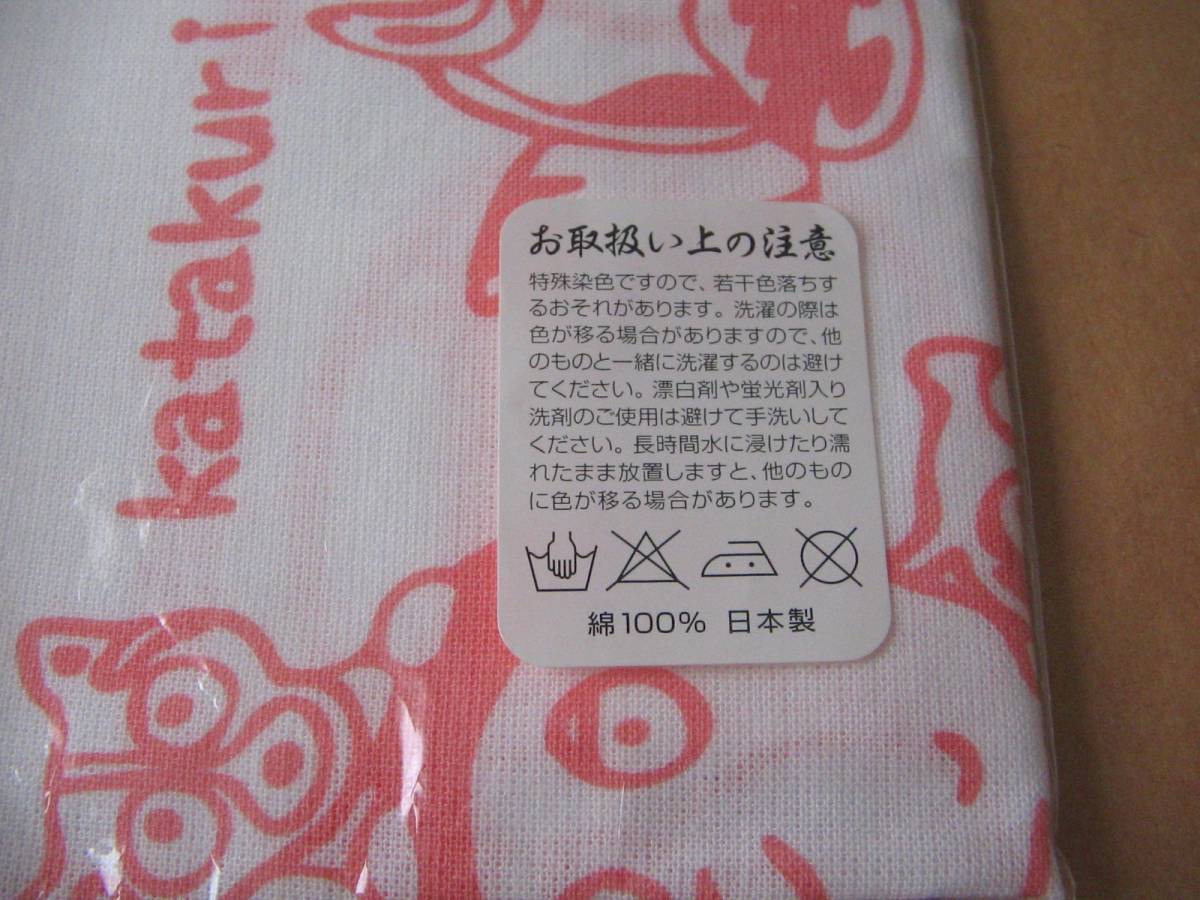 katakuri
お取扱い上の注意
特殊染色ですので、若干色落ちす
るおそれがあります。洗濯の際は
色が移る場合がありますので、他
のものと一緒に洗濯するのは避け
てください。漂白剤や蛍光剤入り
洗剤のご使用は避けて手洗いして
ください。長時間水に浸けたり濡
れたまま放置しますと、他のもの
に色が移る場合があります。
綿100% 日本製